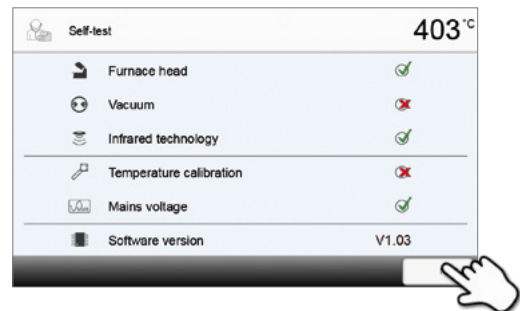 Self-test 403 °C
Furnace head
Vacuum
Infrared technology
Temperature calibration
Mains voltage
Software version V1.03